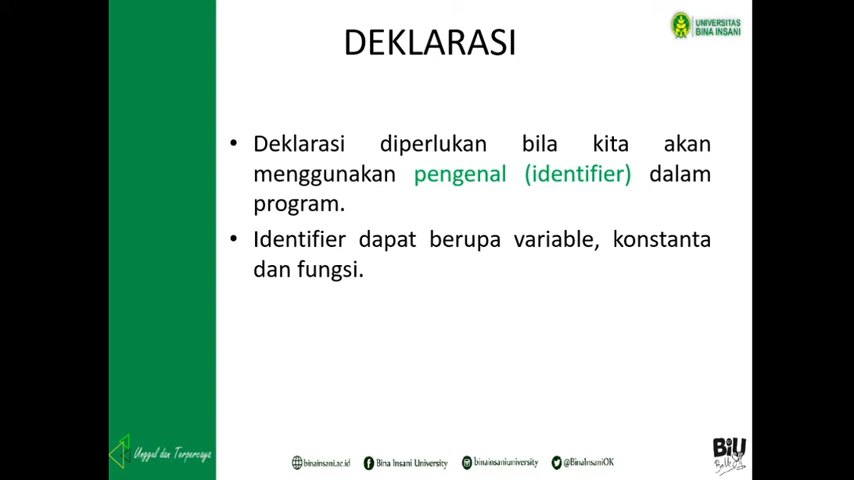 DEKLARASI
UNIVERSITAS
BINA INSANI
• Deklarasi diperlukan bila kita akan
menggunakan pengenal (identifier) dalam
program.
• Identifier dapat berupa variable, konstanta
dan fungsi.
Unggul dan Terpercaya
binainsani.ac.id Bina Insani University binainsaniuniversity @BinaInsaniOK
BIU